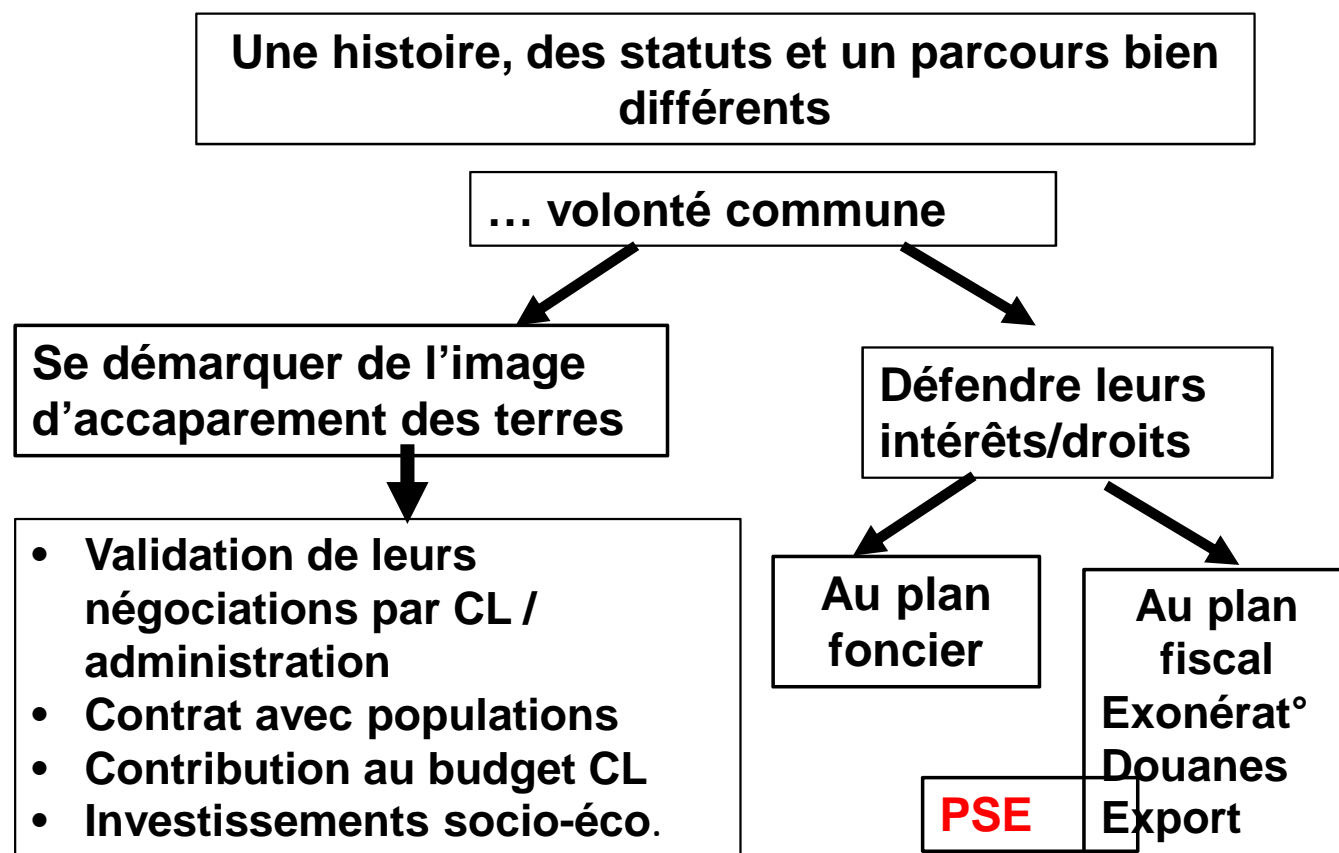 Une histoire, des statuts et un parcours bien
différents
… volonté commune
Se démarquer de l’image
d’accaparement des terres
Défendre leurs
intérêts/droits
• Validation de leurs
négociations par CL /
administration
• Contrat avec populations
• Contribution au budget CL
• Investissements socio-éco.
Au plan
foncier
Au plan
fiscal
Exonérat°
Douanes
Export
PSE